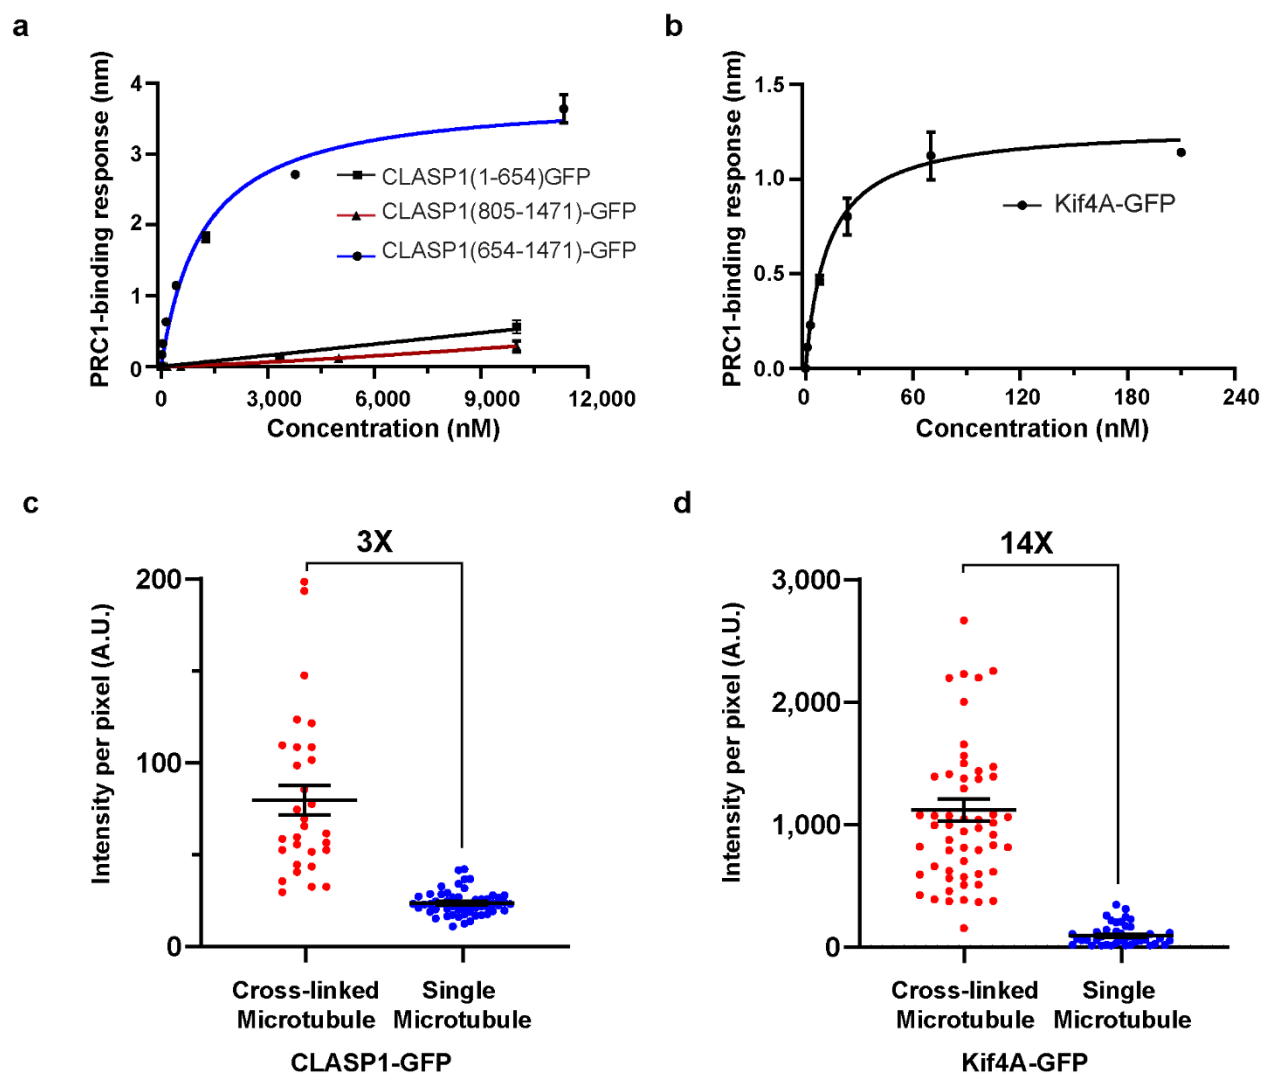 a
PRC1-binding response (nm)
4
3
2
1
0
0
3,000
6,000
9,000
12,000
Concentration (nM)
CLASP1(1-654)GFP
CLASP1(805-1471)-GFP
CLASP1(654-1471)-GFP
b
PRC1-binding response (nm)
1.5
1.0
0.5
0.0
0
60
120
180
240
Concentration (nM)
Kif4A-GFP
c
3X
Intensity per pixel (A.U.)
200
100
0
Cross-linked
Microtubule
Single
Microtubule
CLASP1-GFP
d
14X
Intensity per pixel (A.U.)
3,000
2,000
1,000
0
Cross-linked
Microtubule
Single
Microtubule
Kif4A-GFP